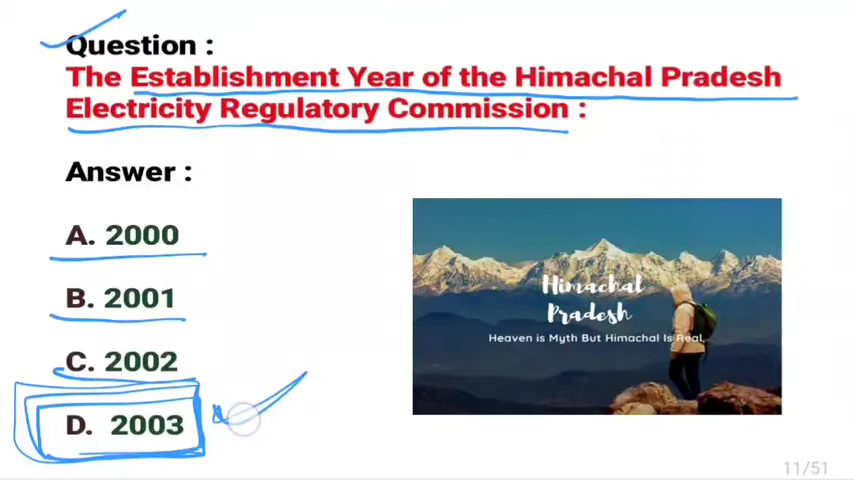 Question :
The Establishment Year of the Himachal Pradesh
Electricity Regulatory Commission :
Answer :
A. 2000
B. 2001
C. 2002
D. 2003
Himachal
Pradesh
Heaven is Myth But Himachal Is Real.
11/51